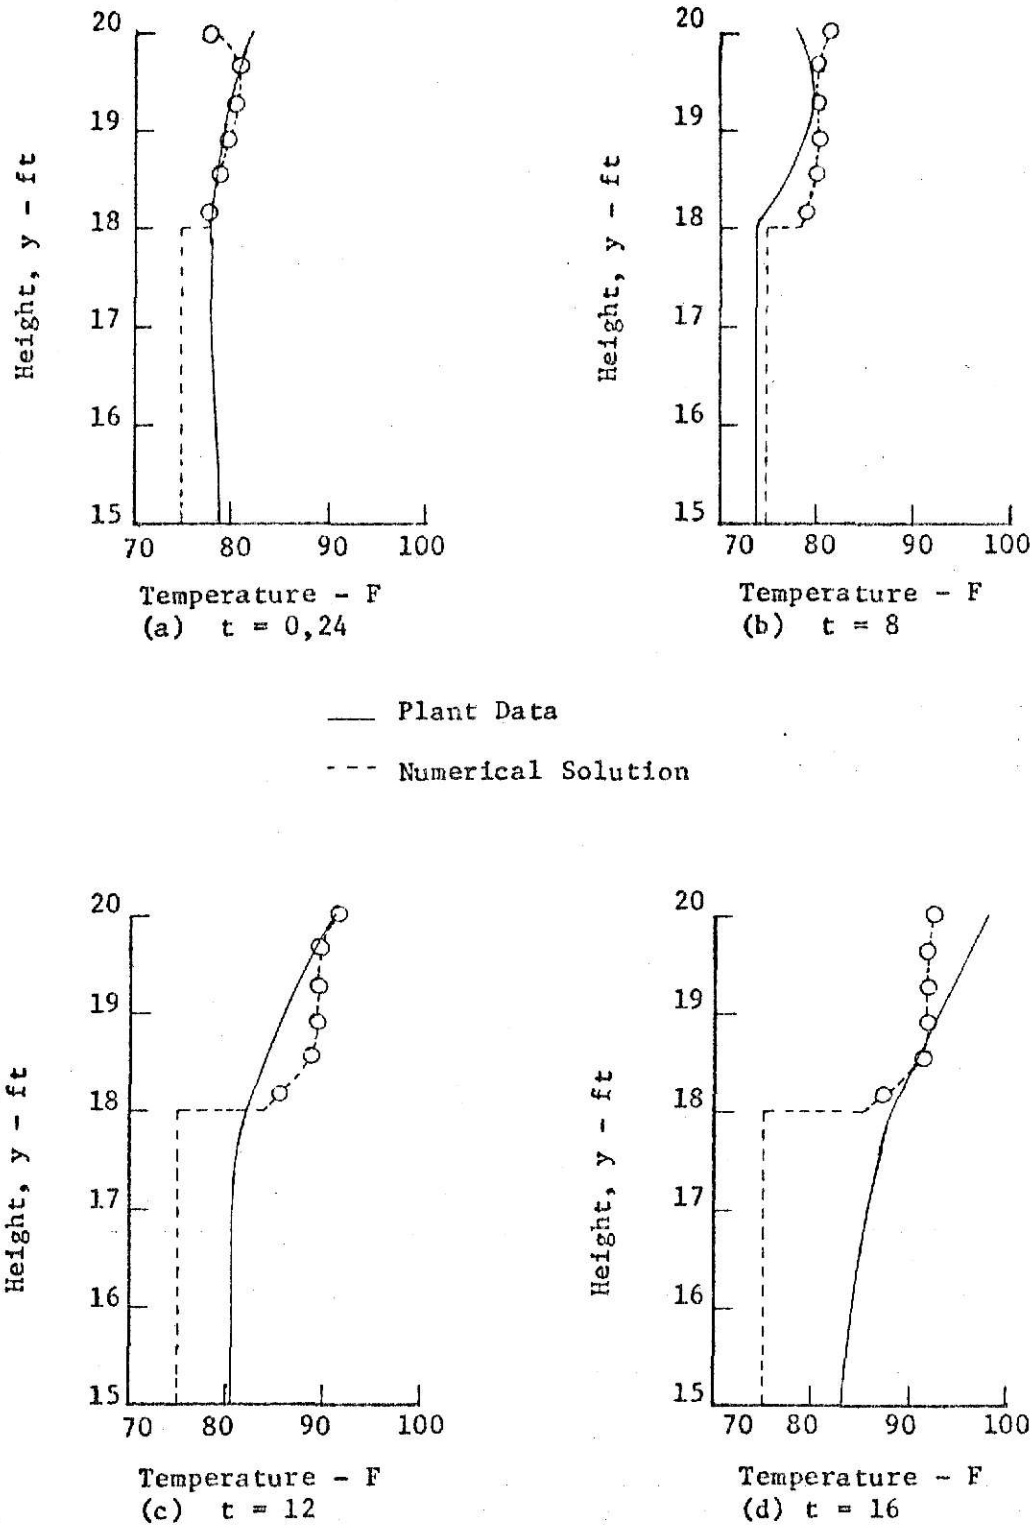 20
19
18
17
16
15
Height, y - ft
70 80 90 100
Temperature - F
(a) t = 0,24
20
19
18
17
16
15
Height, y - ft
70 80 90 100
Temperature - F
(b) t = 8
Plant Data
Numerical Solution
20
19
18
17
16
15
Height, y - ft
70 80 90 100
Temperature - F
(c) t = 12
20
19
18
17
16
15
Height, y - ft
70 80 90 100
Temperature - F
(d) t = 16